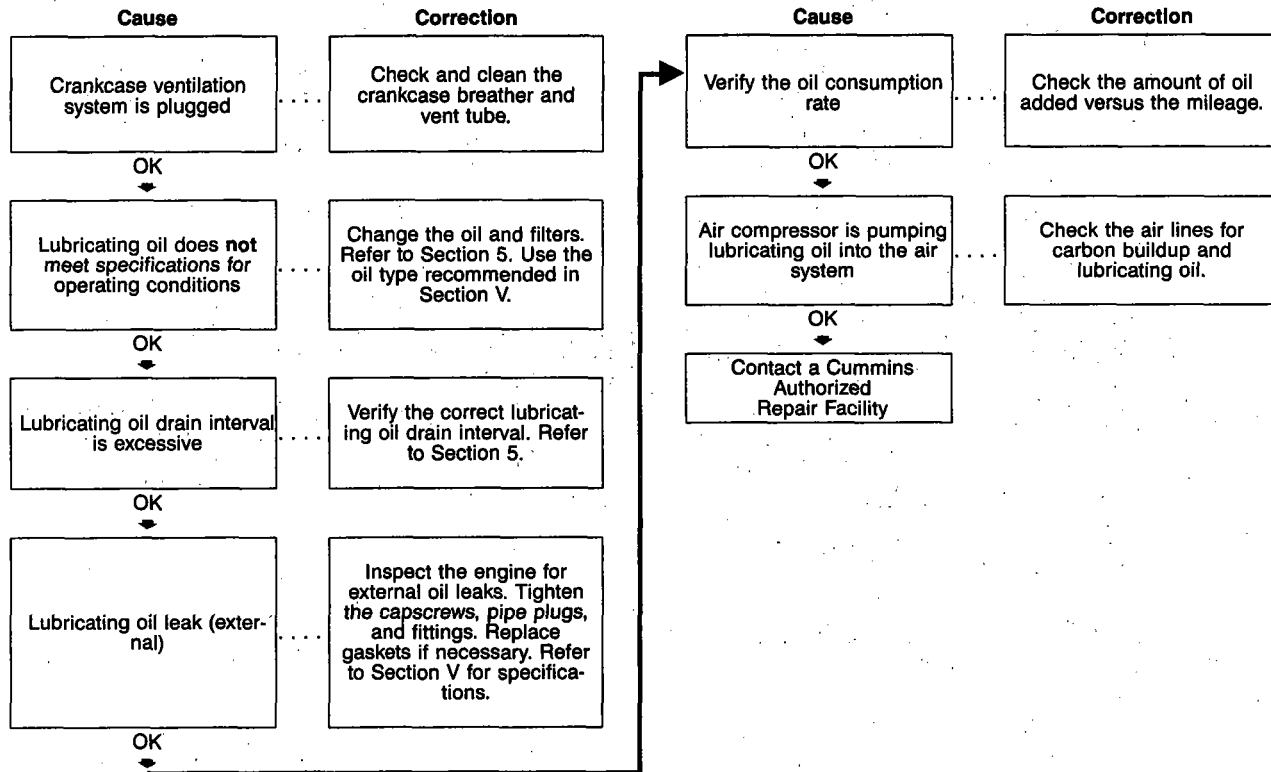 Cause
Correction
Crankcase ventilation
system is plugged
. . . .
Check and clean the
crankcase breather and
vent tube.
OK
Lubricating oil does not
meet specifications for
operating conditions
. . . .
Change the oil and filters.
Refer to Section 5. Use the
oil type recommended in
Section V.
OK
Lubricating oil drain interval
is excessive
. . . .
Verify the correct lubricat-
ing oil drain interval. Refer
to Section 5.
OK
Lubricating oil leak (exter-
nal)
. . . .
Inspect the engine for
external oil leaks. Tighten
the capscrews, pipe plugs,
and fittings. Replace
gaskets if necessary. Refer
to Section V for specifica-
tions.
OK
Cause
Correction
Verify the oil consumption
rate
. . . .
Check the amount of oil
added versus the mileage.
OK
Air compressor is pumping
lubricating oil into the air
system
. . . .
Check the air lines for
carbon buildup and
lubricating oil.
OK
Contact a Cummins
Authorized
Repair Facility